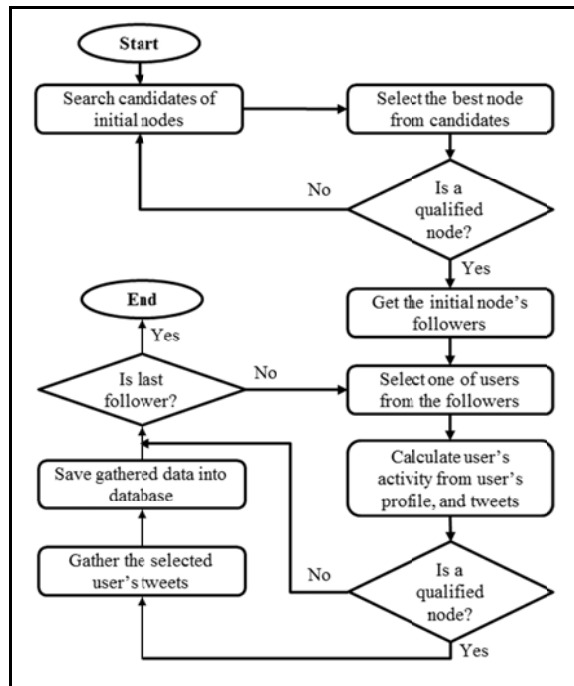 Start
Search candidates of
initial nodes
Select the best node
from candidates
Is a
qualified
node?
No
Yes
Get the initial node's
followers
End
Yes
Is last
follower?
No
Select one of users
from the followers
Calculate user's
activity from user's
profile, and tweets
Save gathered data into
database
Gather the selected
user's tweets
No
Is a
qualified
node?
Yes